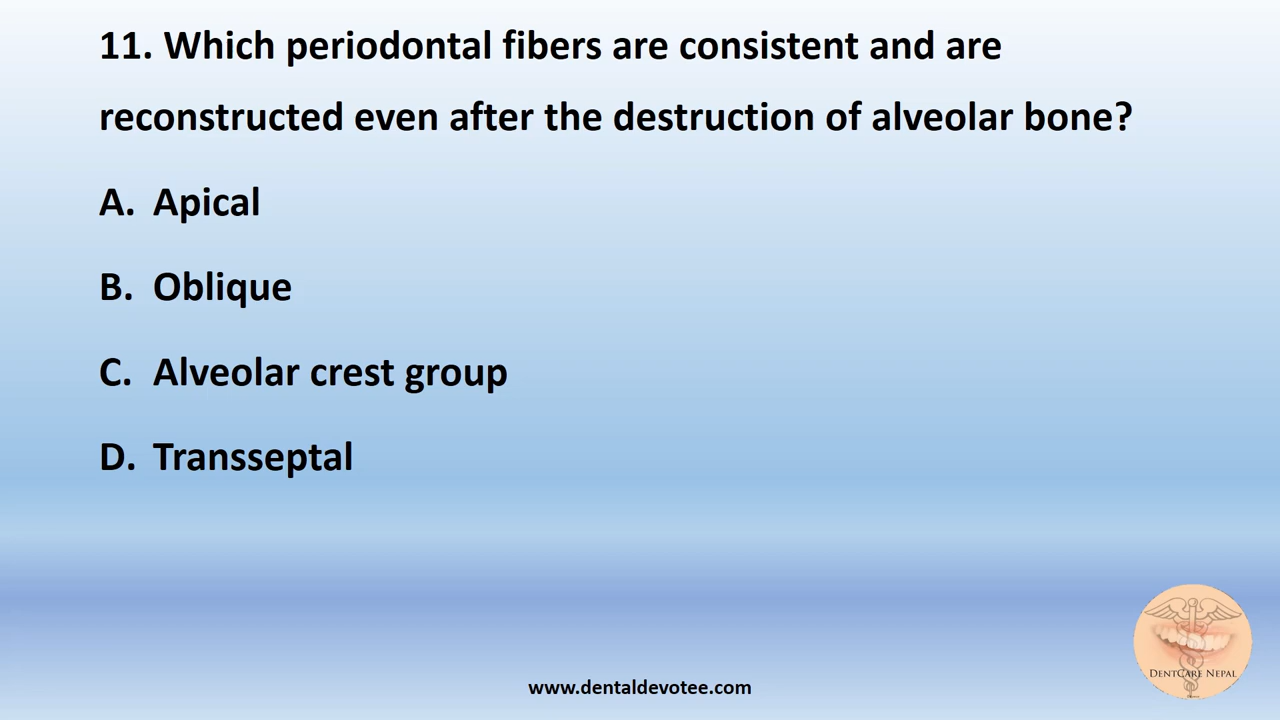 11. Which periodontal fibers are consistent and are
reconstructed even after the destruction of alveolar bone?
A. Apical
B. Oblique
C. Alveolar crest group
D. Transseptal
DENTCARE NEPAL
www.dentaldevotee.com